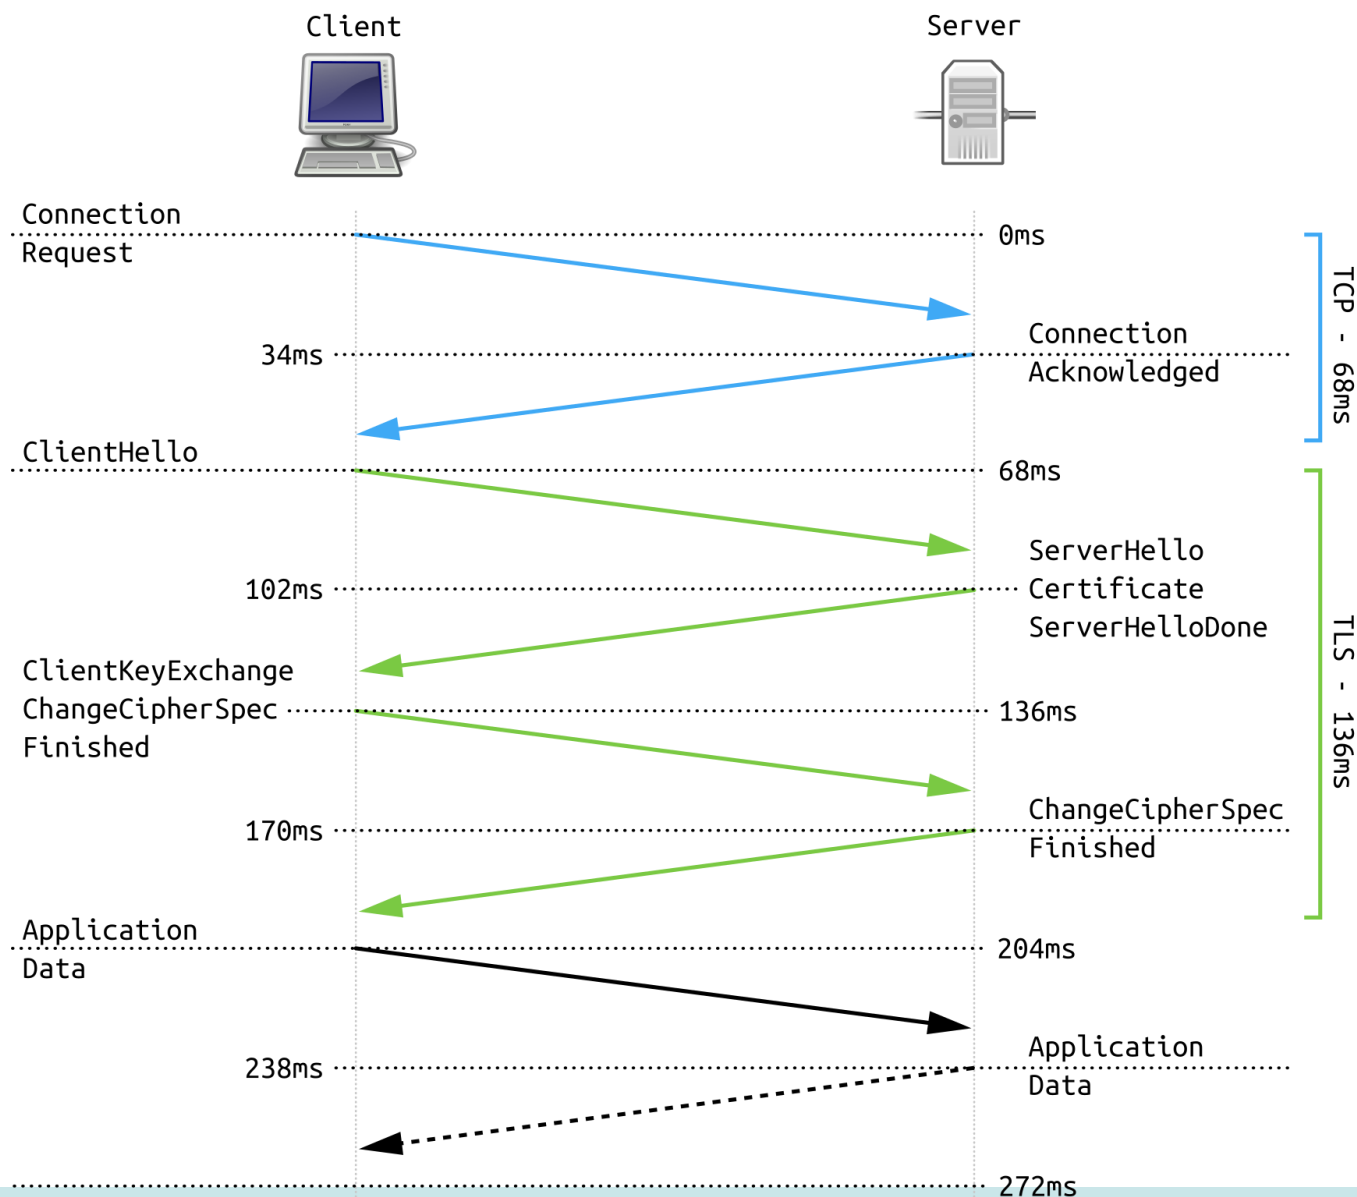 Client
Server
Connection
Request
0ms
Connection
34ms
Acknowledged
TCP - 68ms
ClientHello
68ms
ServerHello
102ms
Certificate
ServerHelloDone
ClientKeyExchange
ChangeCipherSpec
136ms
Finished
TLS - 136ms
ChangeCipherSpec
170ms
Finished
Application
Data
204ms
Application
238ms
Data
272ms